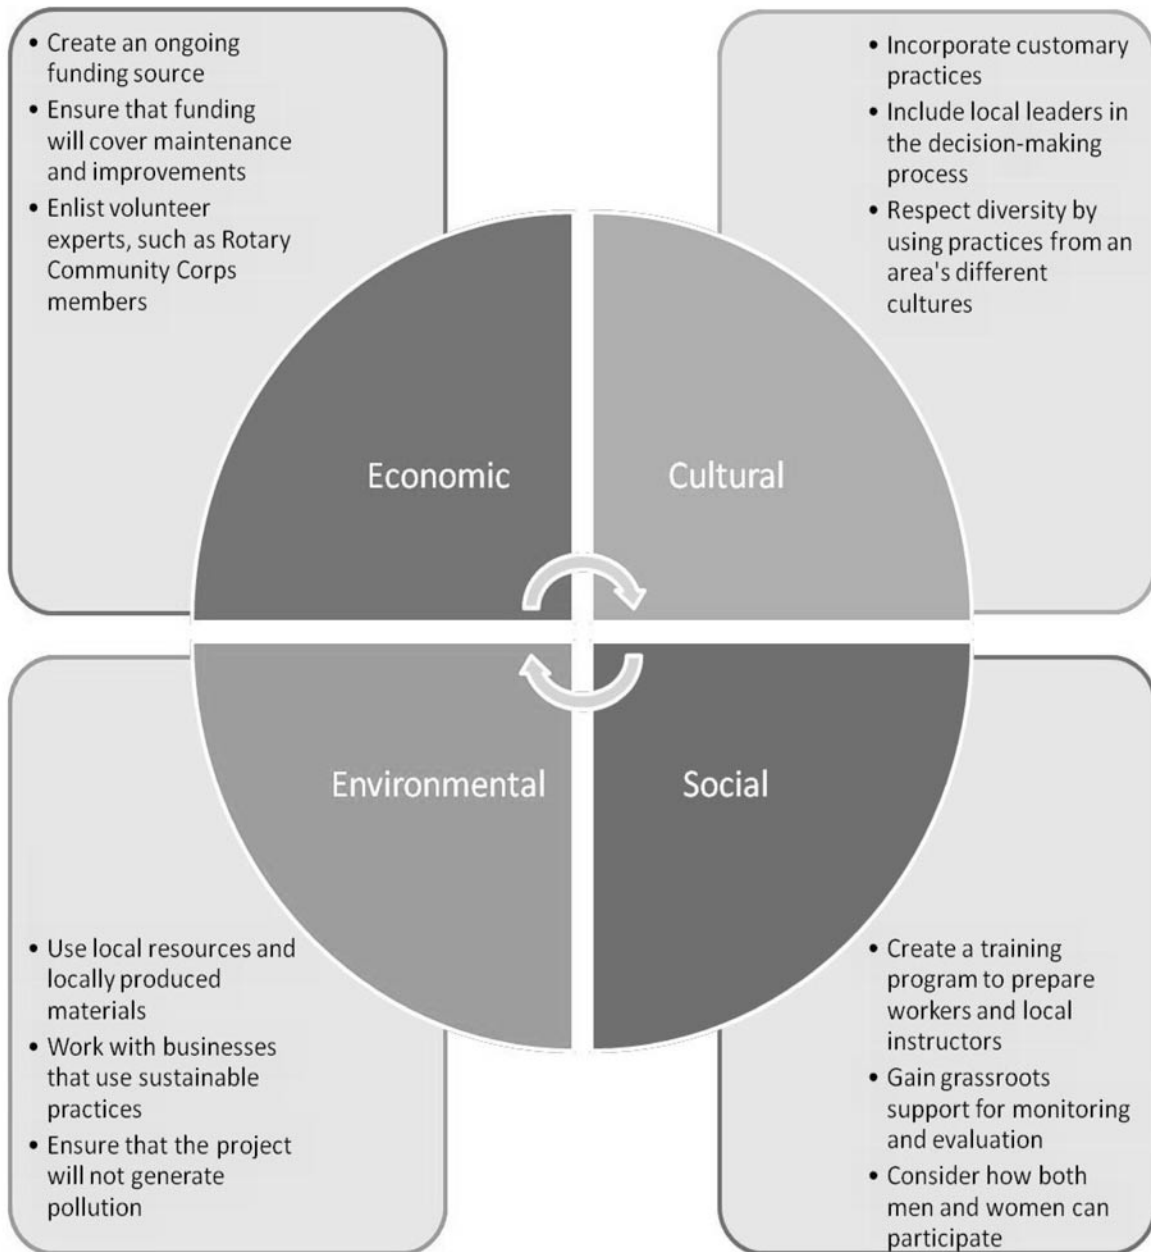 • Create an ongoing
funding source
• Ensure that funding
will cover maintenance
and improvements
• Enlist volunteer
experts, such as Rotary
Community Corps
members
• Incorporate customary
practices
• Include local leaders in
the decision-making
process
• Respect diversity by
using practices from an
area's different
cultures
Economic
Cultural
Environmental
Social
• Use local resources and
locally produced
materials
• Work with businesses
that use sustainable
practices
• Ensure that the project
will not generate
pollution
• Create a training
program to prepare
workers and local
instructors
• Gain grassroots
support for monitoring
and evaluation
• Consider how both
men and women can
participate